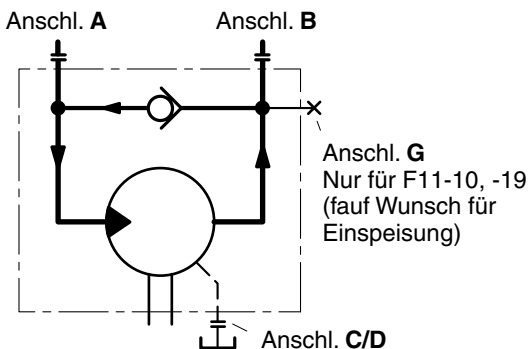 Anschl. A
Anschl. B
Anschl. G
Nur für F11-10, -19
(fauf Wunsch für
Einspeisung)
Anschl. C/D